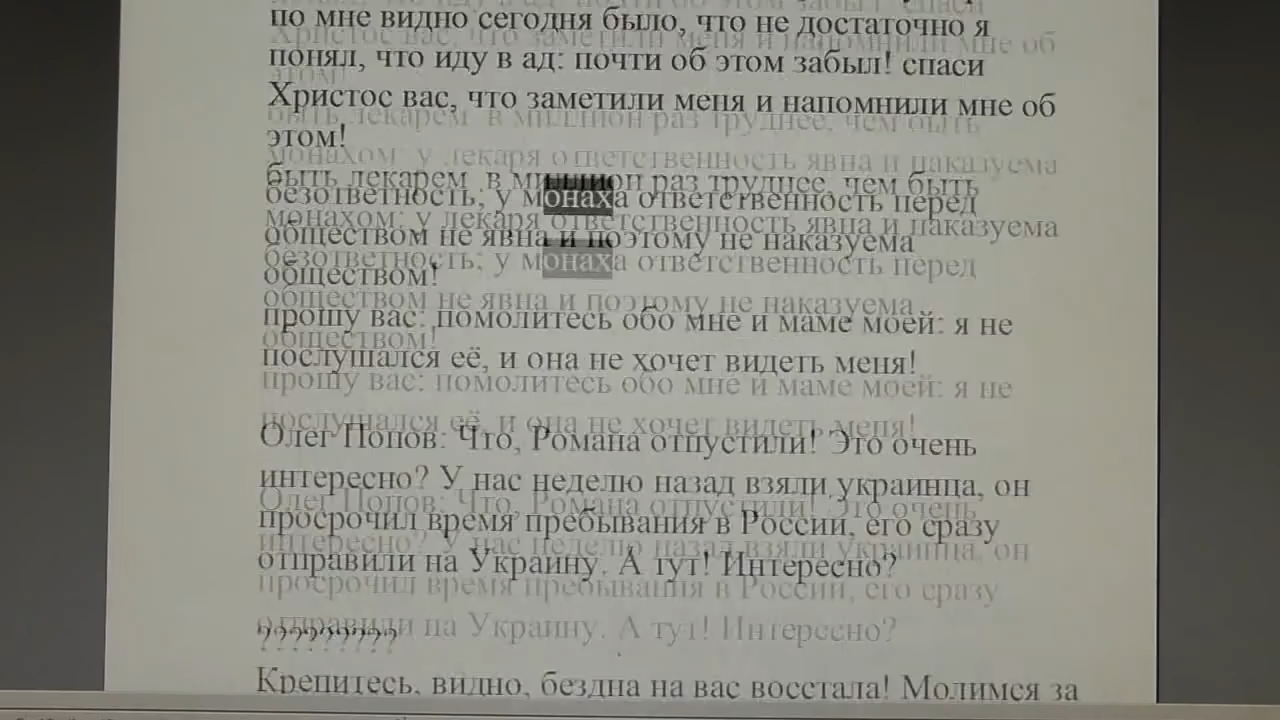 по мне видно сегодня было, что не достаточно я
понял, что иду в ад: почти об этом забыл! спаси
Христос вас, что заметили меня и напомнили мне об
этом!
быть лекарем в миллион раз труднее, чем быть
монахом: у лекаря ответственность явна и наказуема
безответность; у монаха ответственность перед
обществом не явна и поэтому не наказуема
обществом!
прошу вас: помолитесь обо мне и маме моей: я не
послушался её, и она не хочет видеть меня!
Олег Попов: Что, Романа отпустили! Это очень
интересно? У нас неделю назад взяли украинца, он
просрочил время пребывания в России, его сразу
отправили на Украину. А тут! Интересно?
?????????
Крепитесь, видно, бездна на вас восстала! Молимся за